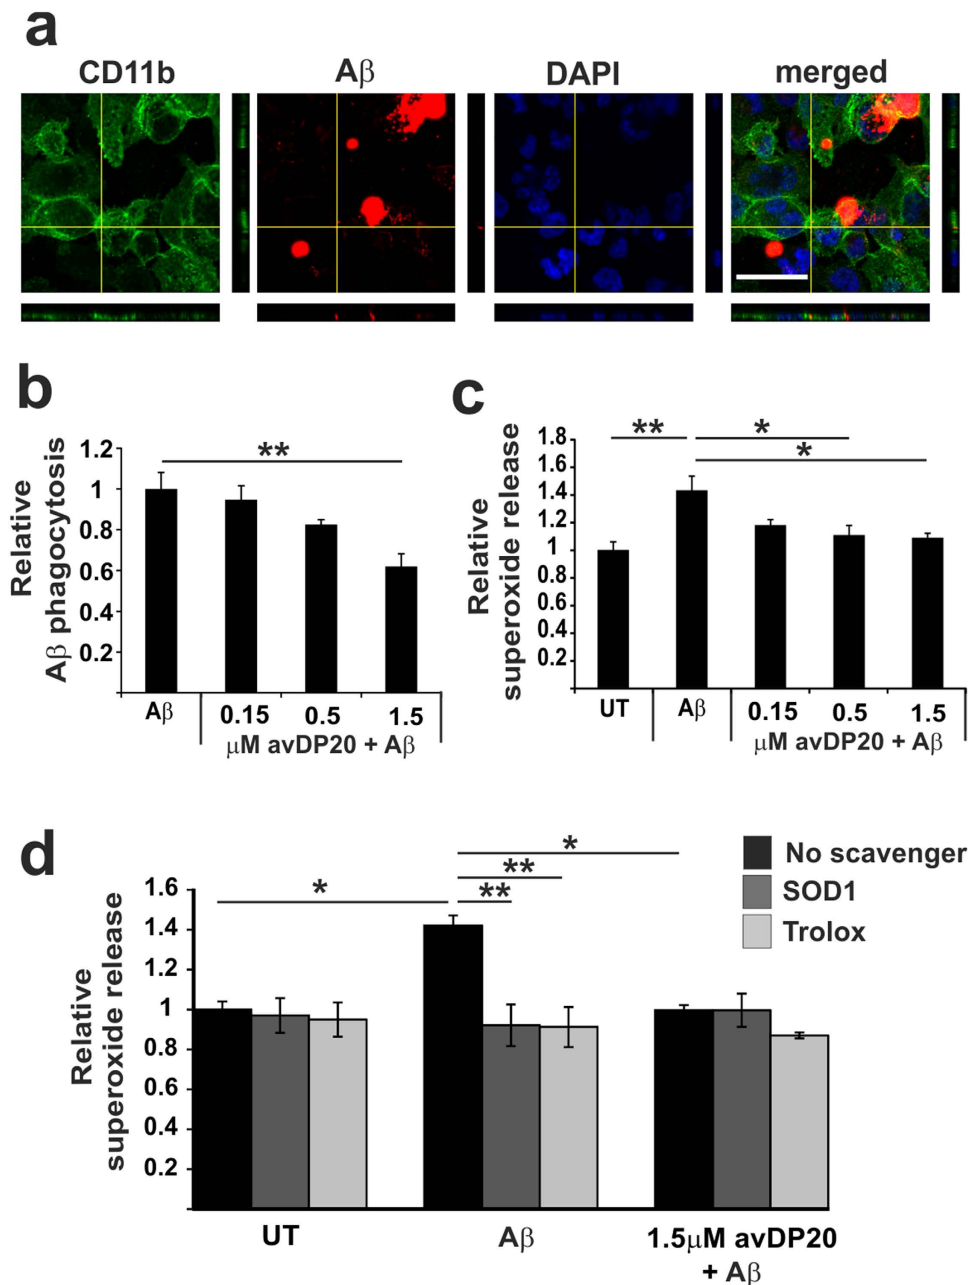 a
CD11b Aβ DAPI merged
b
Relative
Aβ phagocytosis
1.2
1
0.8
0.6
0.4
0.2
**
Aβ 0.15 0.5 1.5
μM avDP20 + Aβ
c
Relative
superoxide release
1.8
1.6
1.4
1.2
1
0.8
0.6
0.4
0.2
** *
*
UT Aβ 0.15 0.5 1.5
μM avDP20 + Aβ
d
Relative
superoxide release
1.6
1.4
1.2
1
0.8
0.6
0.4
0.2
*
**
* **
No scavenger
SOD1
Trolox
UT Aβ 1.5μM avDP20
+ Aβ